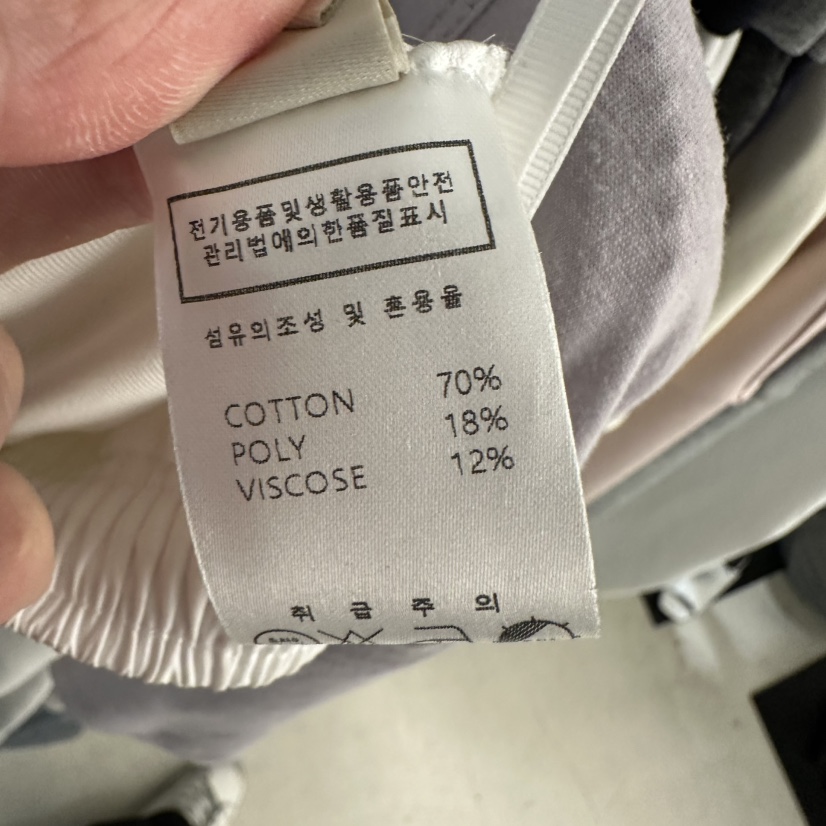 전기용품및생활용품안전
관리법에의한품질표시
섬유의조성 및 혼용율
COTTON 70%
POLY 18%
VISCOSE 12%
취 급 주 의